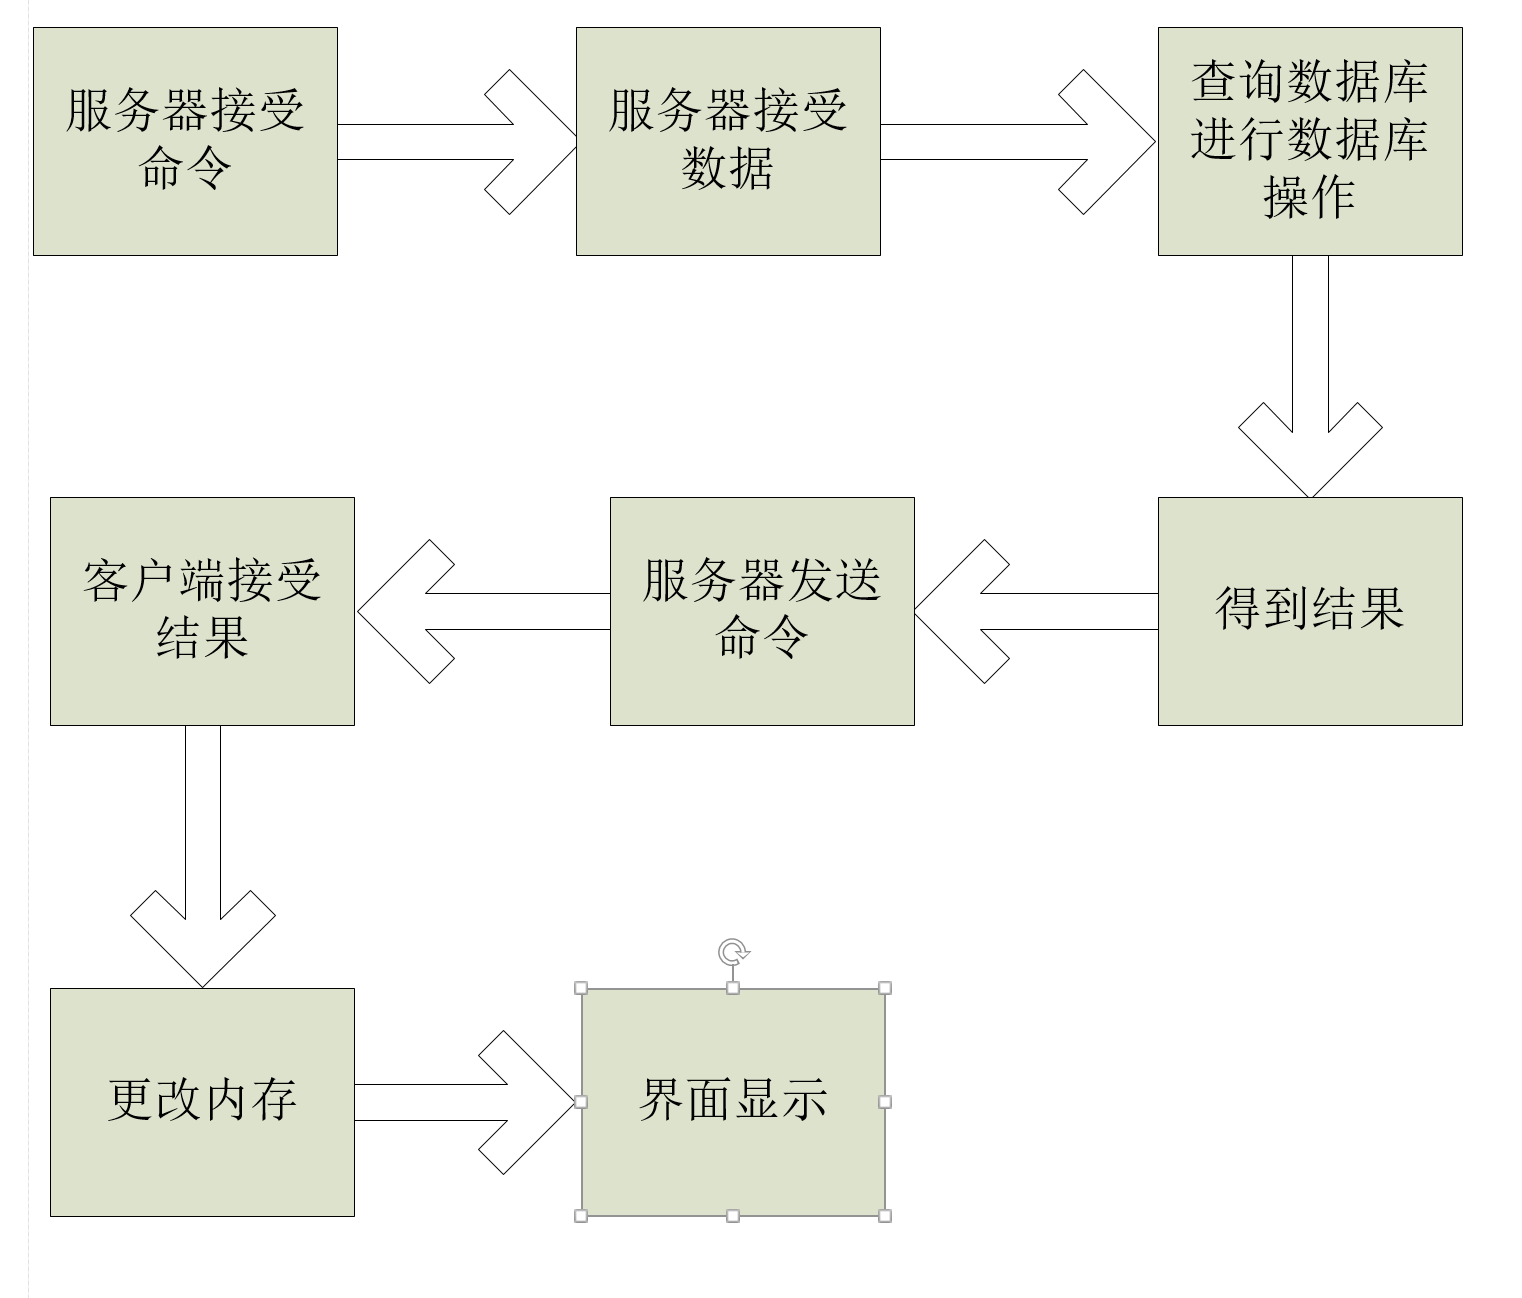 服务器接受
命令
服务器接受
数据
查询数据库
进行数据库
操作
得到结果
服务器发送
命令
客户端接受
结果
更改内存
界面显示